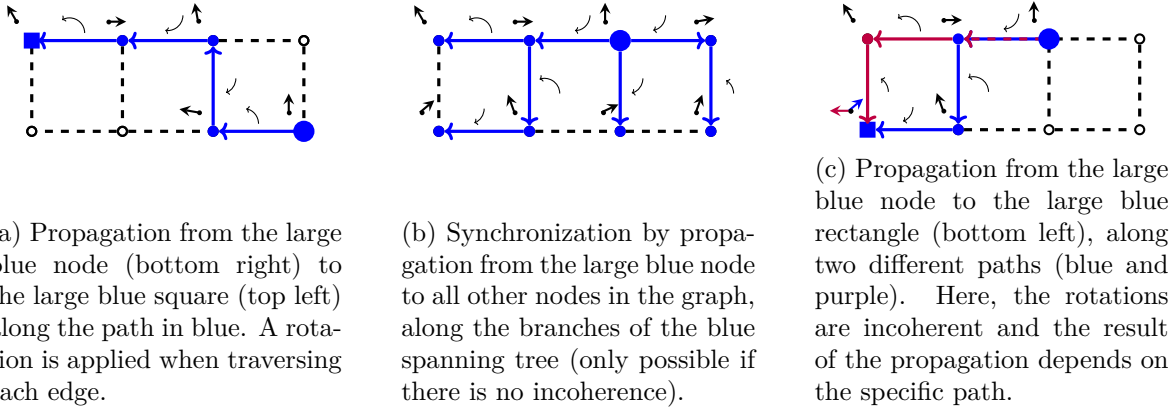 a) Propagation from the large
blue node (bottom right) to
the large blue square (top left)
along the path in blue. A rota-
tion is applied when traversing
each edge.
(b) Synchronization by propa-
gation from the large blue node
to all other nodes in the graph,
along the branches of the blue
spanning tree (only possible if
there is no incoherence).
(c) Propagation from the large
blue node to the large blue
rectangle (bottom left), along
two different paths (blue and
purple). Here, the rotations
are incoherent and the result
of the propagation depends on
the specific path.